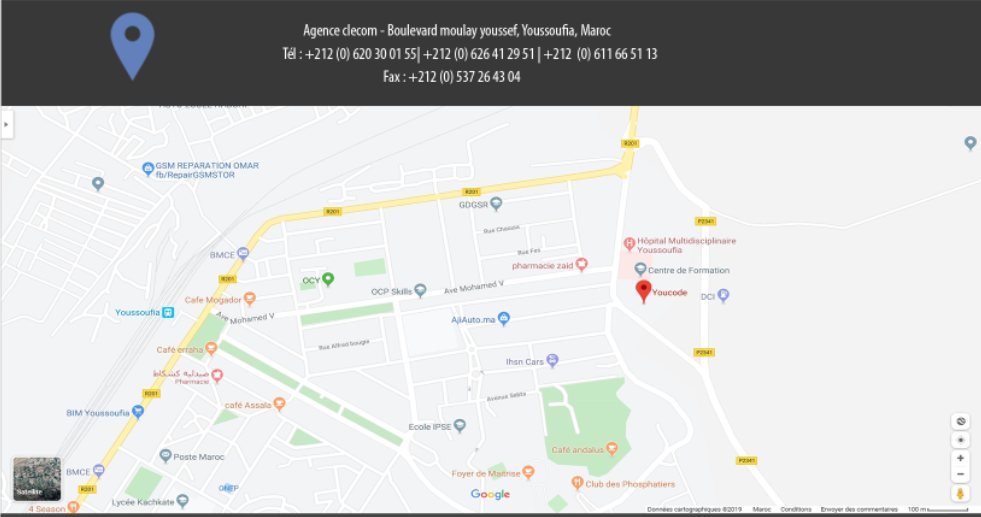 Agence clecom - Boulevard moulay youssef, Youssoufia, Maroc
Tél : +212 (0) 620 30 01 55| +212 (0) 626 41 29 51 | +212 (0) 611 66 51 13
Fax : +212 (0) 537 26 43 04
R201
GSM REPARATION OMAR
fb/RepairGSMSTOR
R201
GDGSR
R201
P2341
Rue Chaouia
Hôpital Multidisciplinaire
Youssoufia
BMCE
Rue Fes
pharmacie zaid
Centre de Formation
R201
OCY
OCP Skills
Ave Mohamed V
Youcode
DCI
Cafe Mogador
Youssoufia
Ave Mohamed V
AjiAuto.ma
Café erraha
Rue Alfred bougie
P2341
Ihsn Cars
صيدلية كشكاط
Pharmacie
R201
Avenue Sebta
café Assala
BIM Youssoufia
Ecole IPSE
Café andalus
Poste Maroc
P2341
BMCE
Foyer de Maitrise
Club des Phosphatiers
Satellite
R201
ONEP
Google
Lycée Kachkate
4 Season
Données cartographiques ©2019 Maroc Conditions Envoyer des commentaires 100 m